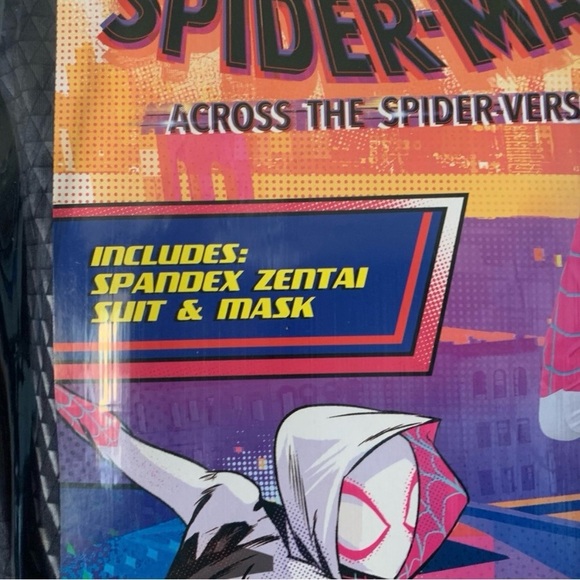 SPIDER-MA
ACROSS THE SPIDER-VERS
INCLUDES:
SPANDEX ZENTAI
SUIT & MASK